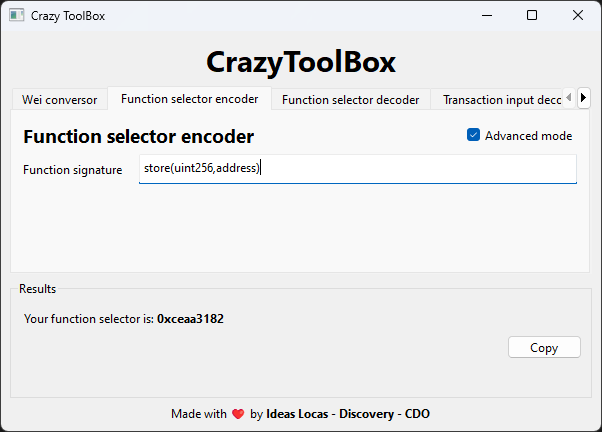 Crazy ToolBox
CrazyToolBox
Wei conversor
Function selector encoder
Function selector decoder
Transaction input deco
Function selector encoder
Advanced mode
Function signature
store(uint256,address)
Results
Your function selector is: 0xceaa3182
Copy
Made with ❤️ by Ideas Locas - Discovery - CDO